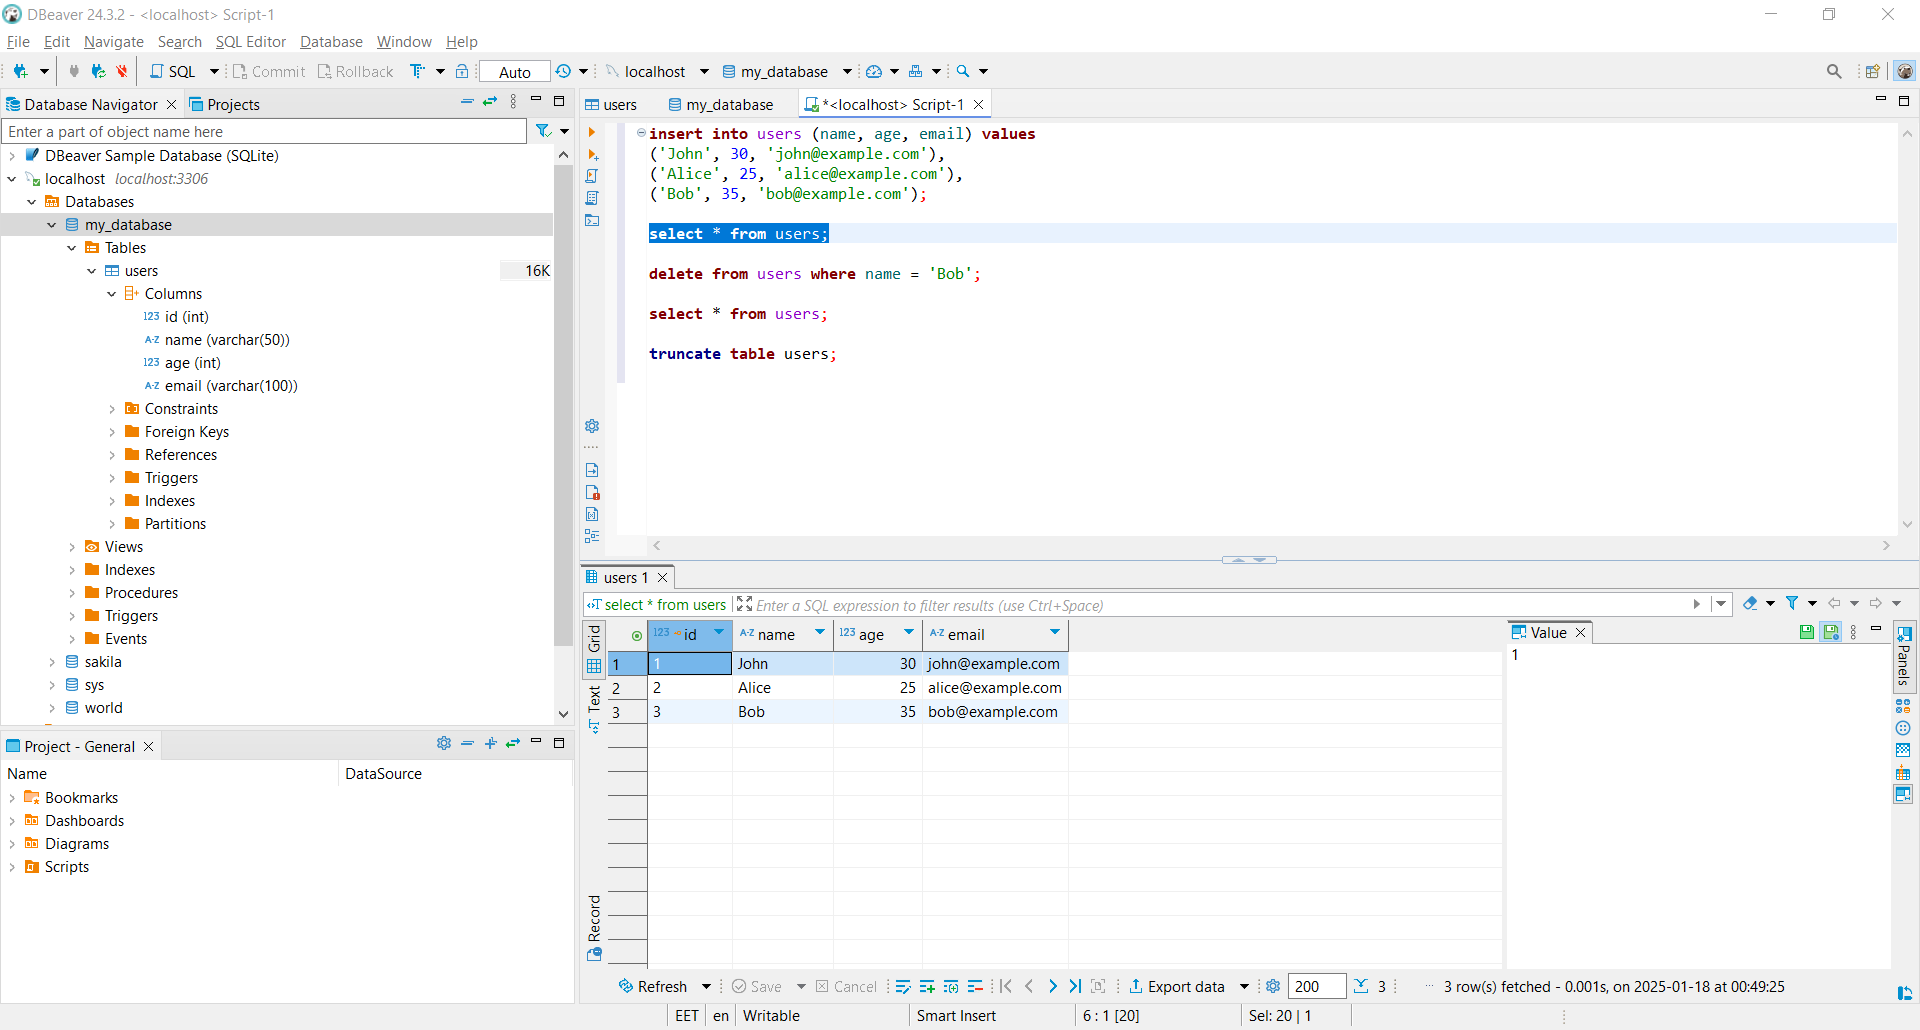 DBeaver 24.3.2 - <localhost> Script-1
File Edit Navigate Search SQL Editor Database Window Help
SQL Commit Rollback Auto localhost my_database
Database Navigator Projects
Enter a part of object name here
DBeaver Sample Database (SQLite)
localhost localhost:3306
Databases
my_database
Tables
users 16K
Columns
123 id (int)
A-Z name (varchar(50))
123 age (int)
A-Z email (varchar(100))
Constraints
Foreign Keys
References
Triggers
Indexes
Partitions
Views
Indexes
Procedures
Triggers
Events
sakila
sys
world
Project - General
Name DataSource
Bookmarks
Dashboards
Diagrams
Scripts
users my_database *<localhost> Script-1
insert into users (name, age, email) values
('John', 30, 'john@example.com'),
('Alice', 25, 'alice@example.com'),
('Bob', 35, 'bob@example.com');
select * from users;
delete from users where name = 'Bob';
select * from users;
truncate table users;
users 1
select * from users Enter a SQL expression to filter results (use Ctrl+Space)
Grid
Text
Record
123 id A-Z name 123 age A-Z email
1 1 John 30 john@example.com
2 2 Alice 25 alice@example.com
3 3 Bob 35 bob@example.com
Value
1
Panels
Refresh Save Cancel Export data 200 3 3 row(s) fetched - 0.001s, on 2025-01-18 at 00:49:25
EET en Writable Smart Insert 6 : 1 [20] Sel: 20 | 1